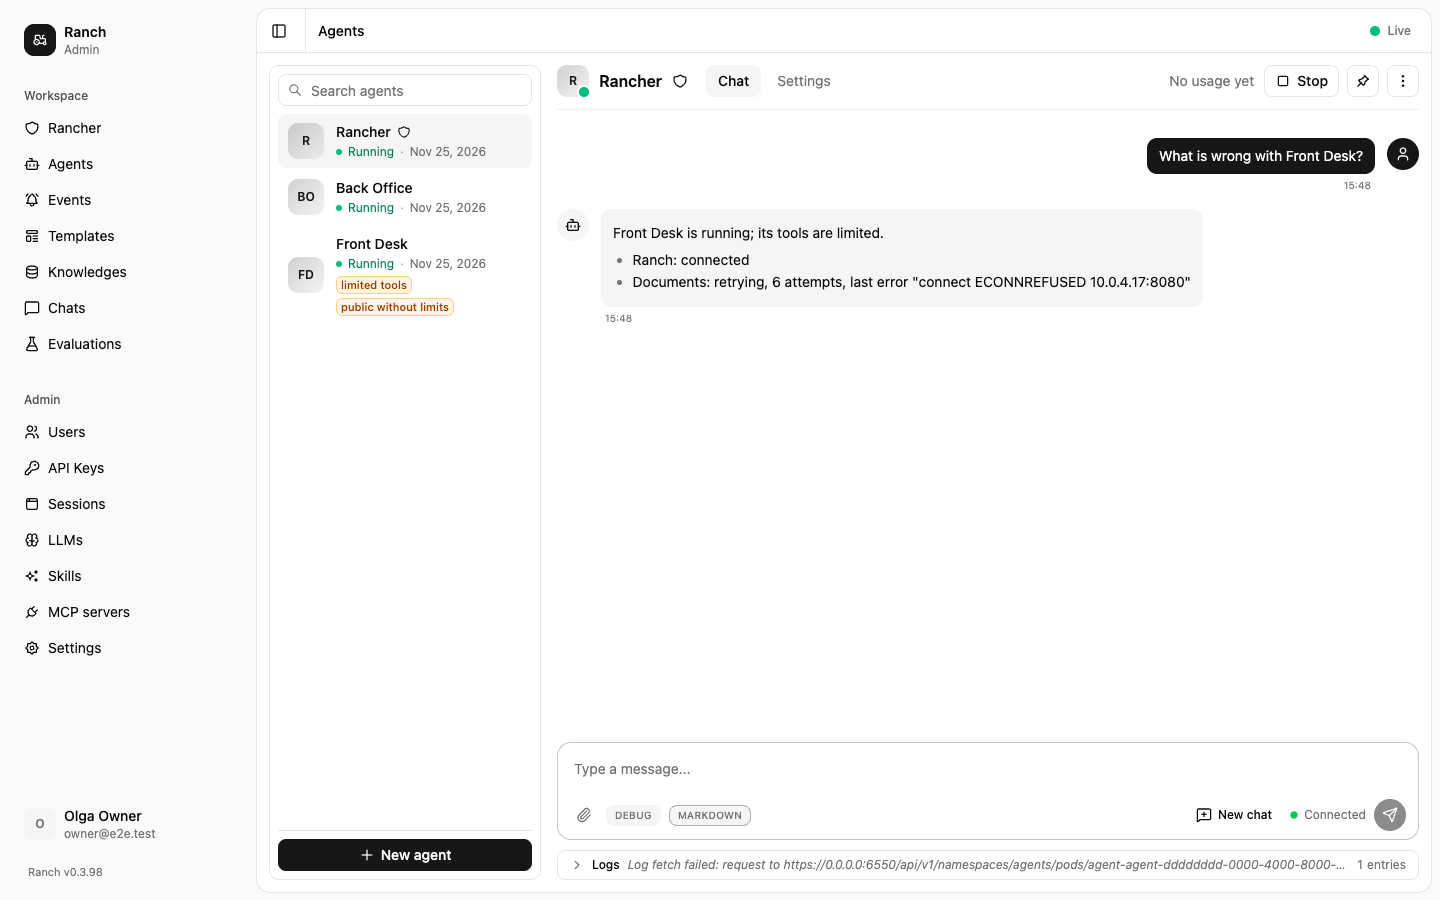 Ranch
Admin
Workspace
Rancher
Agents
Events
Templates
Knowledges
Chats
Evaluations
Admin
Users
API Keys
Sessions
LLMs
Skills
MCP servers
Settings
O
Olga Owner
owner@e2e.test
Ranch v0.3.98
Agents
Live
Search agents
R
Rancher
Running · Nov 25, 2026
BO
Back Office
Running · Nov 25, 2026
FD
Front Desk
Running · Nov 25, 2026
limited tools
public without limits
New agent
R
Rancher
Chat
Settings
No usage yet
Stop
What is wrong with Front Desk?
15:48
Front Desk is running; its tools are limited.
• Ranch: connected
• Documents: retrying, 6 attempts, last error "connect ECONNREFUSED 10.0.4.17:8080"
15:48
Type a message...
DEBUG
MARKDOWN
New chat
Connected
Logs Log fetch failed: request to https://0.0.0.0:6550/api/v1/namespaces/agents/pods/agent-agent-dddddddd-0000-4000-8000-... 1 entries